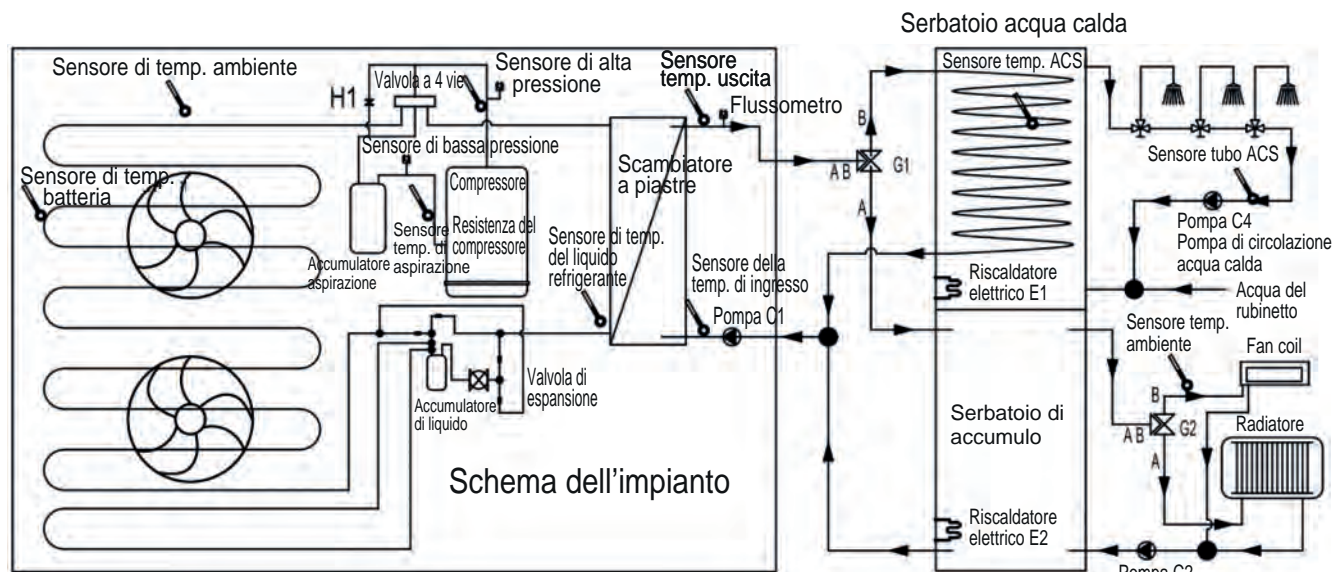 Serbatoio acqua calda
Sensore di temp. ambiente
Valvola a 4 vie
Sensore di alta
pressione
Sensore
temp. uscita
Sensore temp. ACS
H1
Flussometro
B
Sensore di bassa pressione
Scambiatore
a piastre
A B
G1
Sensore tubo ACS
Sensore di temp.
batteria
Compressore
A
Resistenza del
compressore
Sensore
temp. di
aspirazione
Accumulatore
aspirazione
Sensore di temp.
del liquido
refrigerante
Sensore della
temp. di ingresso
Pompa C1
Pompa C4
Pompa di circolazione
acqua calda
Riscaldatore
elettrico E1
Acqua del
rubinetto
Sensore temp.
ambiente
Fan coil
Valvola di
espansione
Accumulatore
di liquido
B
Serbatoio di
accumulo
A B
G2
Radiatore
A
Schema dell'impianto
Riscaldatore
elettrico E2